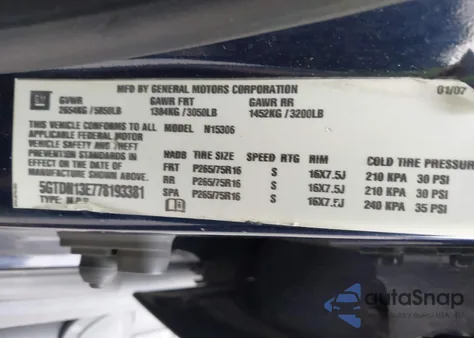 MFD BY GENERAL MOTORS CORPORATION 01/07
GM GVWR GAWR FRT GAWR RR
2654KG / 5850LB 1384KG / 3050LB 1452KG / 3200LB
THIS VEHICLE CONFORMS TO ALL MODEL N15306
APPLICABLE FEDERAL MOTOR
VEHICLE SAFETY AND THEFT
PREVENTION STANDARDS IN
EFFECT ON THE DATE OF
MANUFACTURE SHOWN ABOVE.
5GTDN13E778193381
TYPE:
TIRE SIZE SPEED RTG RIM COLD TIRE PRESSUR
FRT P265/75R16 S 16X7.5J 210 KPA 30 PSI
RR P265/75R16 S 16X7.5J 210 KPA 30 PSI
SPA P265/75R16 S 16X7.5J 240 KPA 35 PSI
autoSnap